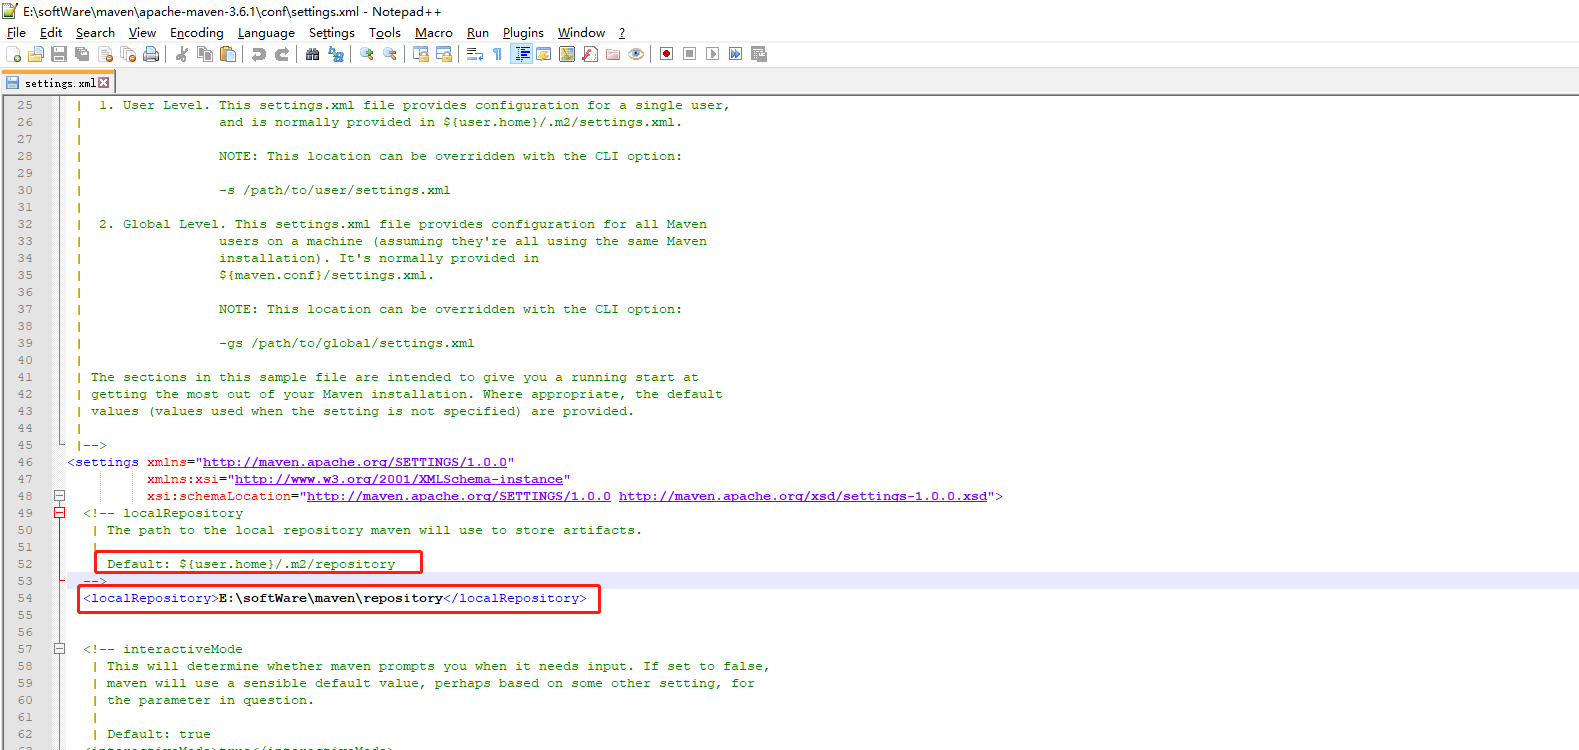 E:\softWare\maven\apache-maven-3.6.1\conf\settings.xml - Notepad++
File Edit Search View Encoding Language Settings Tools Macro Run Plugins Window ?
settings.xml
25 | 1. User Level. This settings.xml file provides configuration for a single user,
26 | and is normally provided in ${user.home}/.m2/settings.xml.
27 |
28 | NOTE: This location can be overridden with the CLI option:
29 |
30 | -s /path/to/user/settings.xml
31 |
32 | 2. Global Level. This settings.xml file provides configuration for all Maven
33 | users on a machine (assuming they're all using the same Maven
34 | installation). It's normally provided in
35 | ${maven.conf}/settings.xml.
36 |
37 | NOTE: This location can be overridden with the CLI option:
38 |
39 | -gs /path/to/global/settings.xml
40 |
41 | The sections in this sample file are intended to give you a running start at
42 | getting the most out of your Maven installation. Where appropriate, the default
43 | values (values used when the setting is not specified) are provided.
44 |
45 |-->
46 <settings xmlns="http://maven.apache.org/SETTINGS/1.0.0"
47 xmlns:xsi="http://www.w3.org/2001/XMLSchema-instance"
48 xsi:schemaLocation="http://maven.apache.org/SETTINGS/1.0.0 http://maven.apache.org/xsd/settings-1.0.0.xsd">
49 <!-- localRepository
50 | The path to the local repository maven will use to store artifacts.
51 |
52 Default: ${user.home}/.m2/repository
53 -->
54 <localRepository>E:\softWare\maven\repository</localRepository>
55
56
57 <!-- interactiveMode
58 | This will determine whether maven prompts you when it needs input. If set to false,
59 | maven will use a sensible default value, perhaps based on some other setting, for
60 | the parameter in question.
61 |
62 | Default: true
63 <interactiveMode>true</interactiveMode>